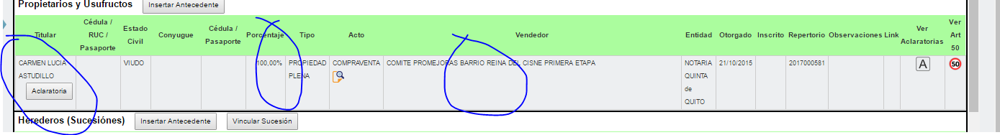 Propietarios y Usufructos Insertar Antecedente
Titular Cédula / RUC / Pasaporte Estado Civil Conyugue Cédula / Pasaporte Porcentaje Tipo Acto Vendedor Entidad Otorgado Inscrito Repertorio Observaciones Link Ver Aclaratorias Ver Art 50
CARMEN LUCIA ASTUDILLO VIUDO 100,00% PROPIEDAD PLENA COMPRAVENTA COMITE PROMEJORAS BARRIO REINA DEL CISNE PRIMERA ETAPA NOTARIA QUINTA de QUITO 21/10/2015 2017000581 A 50
Aclaratoria
Herederos (Sucesiónes) Insertar Antecedente Vincular Sucesión